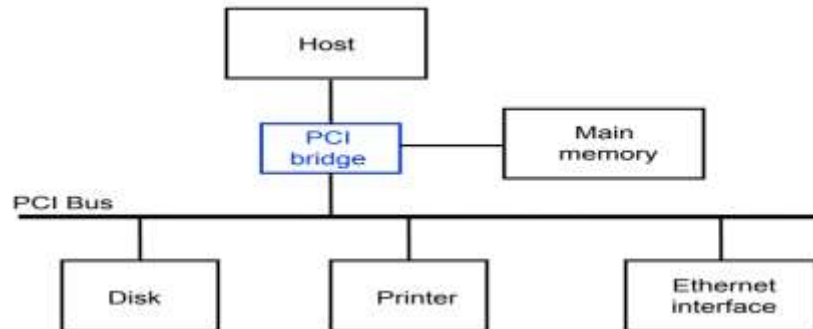 Host
PCI
bridge
Main
memory
PCI Bus
Disk
Printer
Ethernet
interface